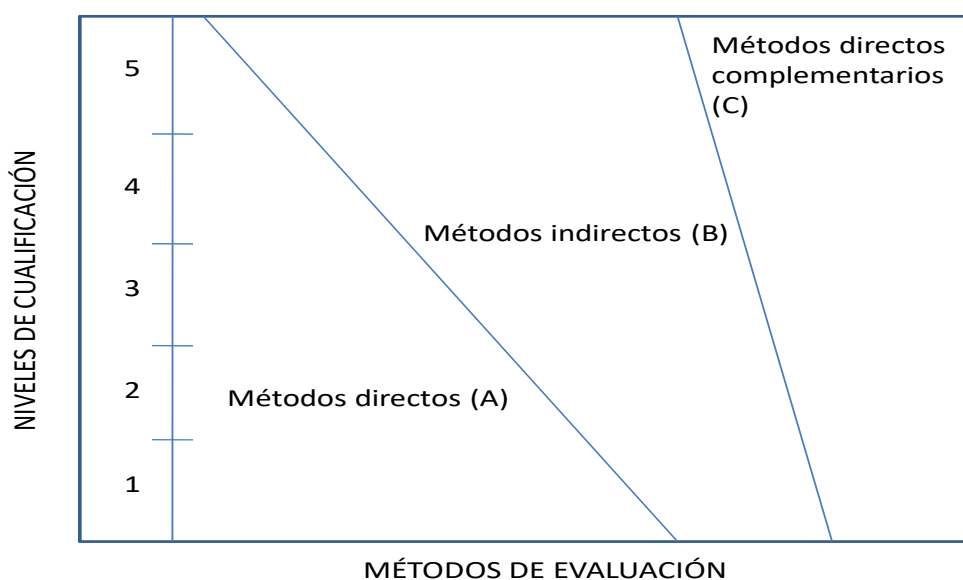 Métodos directos
complementarios
(C)
5
4
Métodos indirectos (B)
3
2
Métodos directos (A)
1
NIVELES DE CUALIFICACIÓN
MÉTODOS DE EVALUACIÓN